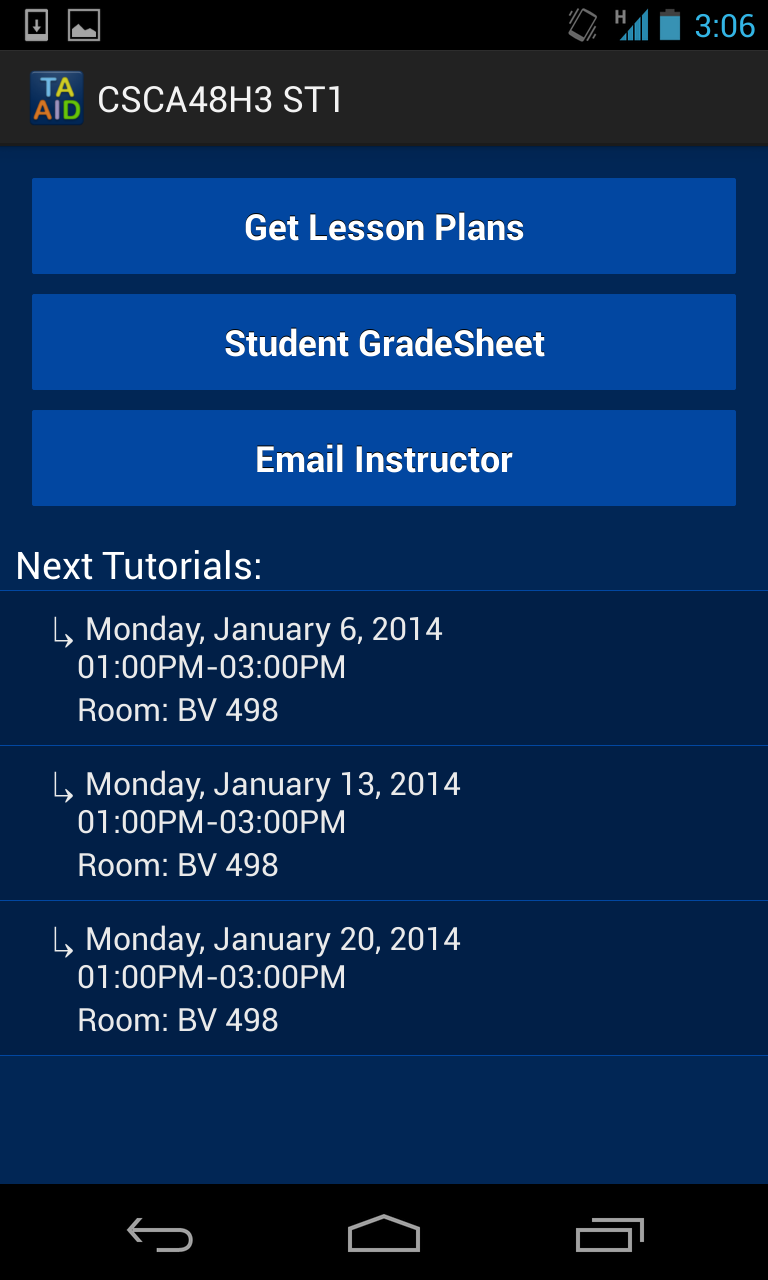 H 3:06
TA
AID
CSCA48H3 ST1
Get Lesson Plans
Student GradeSheet
Email Instructor
Next Tutorials:
Monday, January 6, 2014
01:00PM-03:00PM
Room: BV 498
Monday, January 13, 2014
01:00PM-03:00PM
Room: BV 498
Monday, January 20, 2014
01:00PM-03:00PM
Room: BV 498